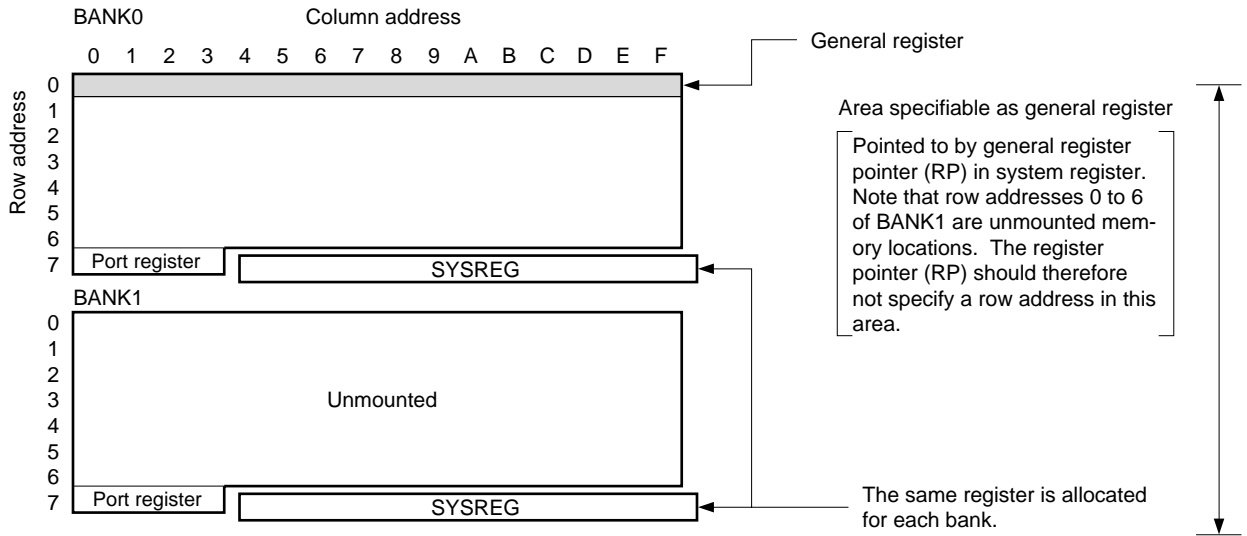 BANK0
Column address
General register
0 1 2 3 4 5 6 7 8 9 A B C D E F
Row address
0
1
2
3
4
5
6
7
Port register
SYSREG
Area specifiable as general register
Pointed to by general register
pointer (RP) in system register.
Note that row addresses 0 to 6
of BANK1 are unmounted mem-
ory locations. The register
pointer (RP) should therefore
not specify a row address in this
area.
BANK1
0
1
2
3
4
5
6
7
Unmounted
Port register
SYSREG
The same register is allocated
for each bank.